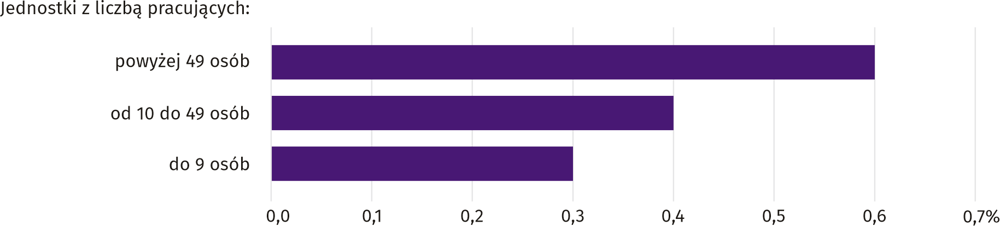 Jednostki z liczbą pracujących:
powyżej 49 osób
od 10 do 49 osób
do 9 osób
0,0 0,1 0,2 0,3 0,4 0,5 0,6 0,7%